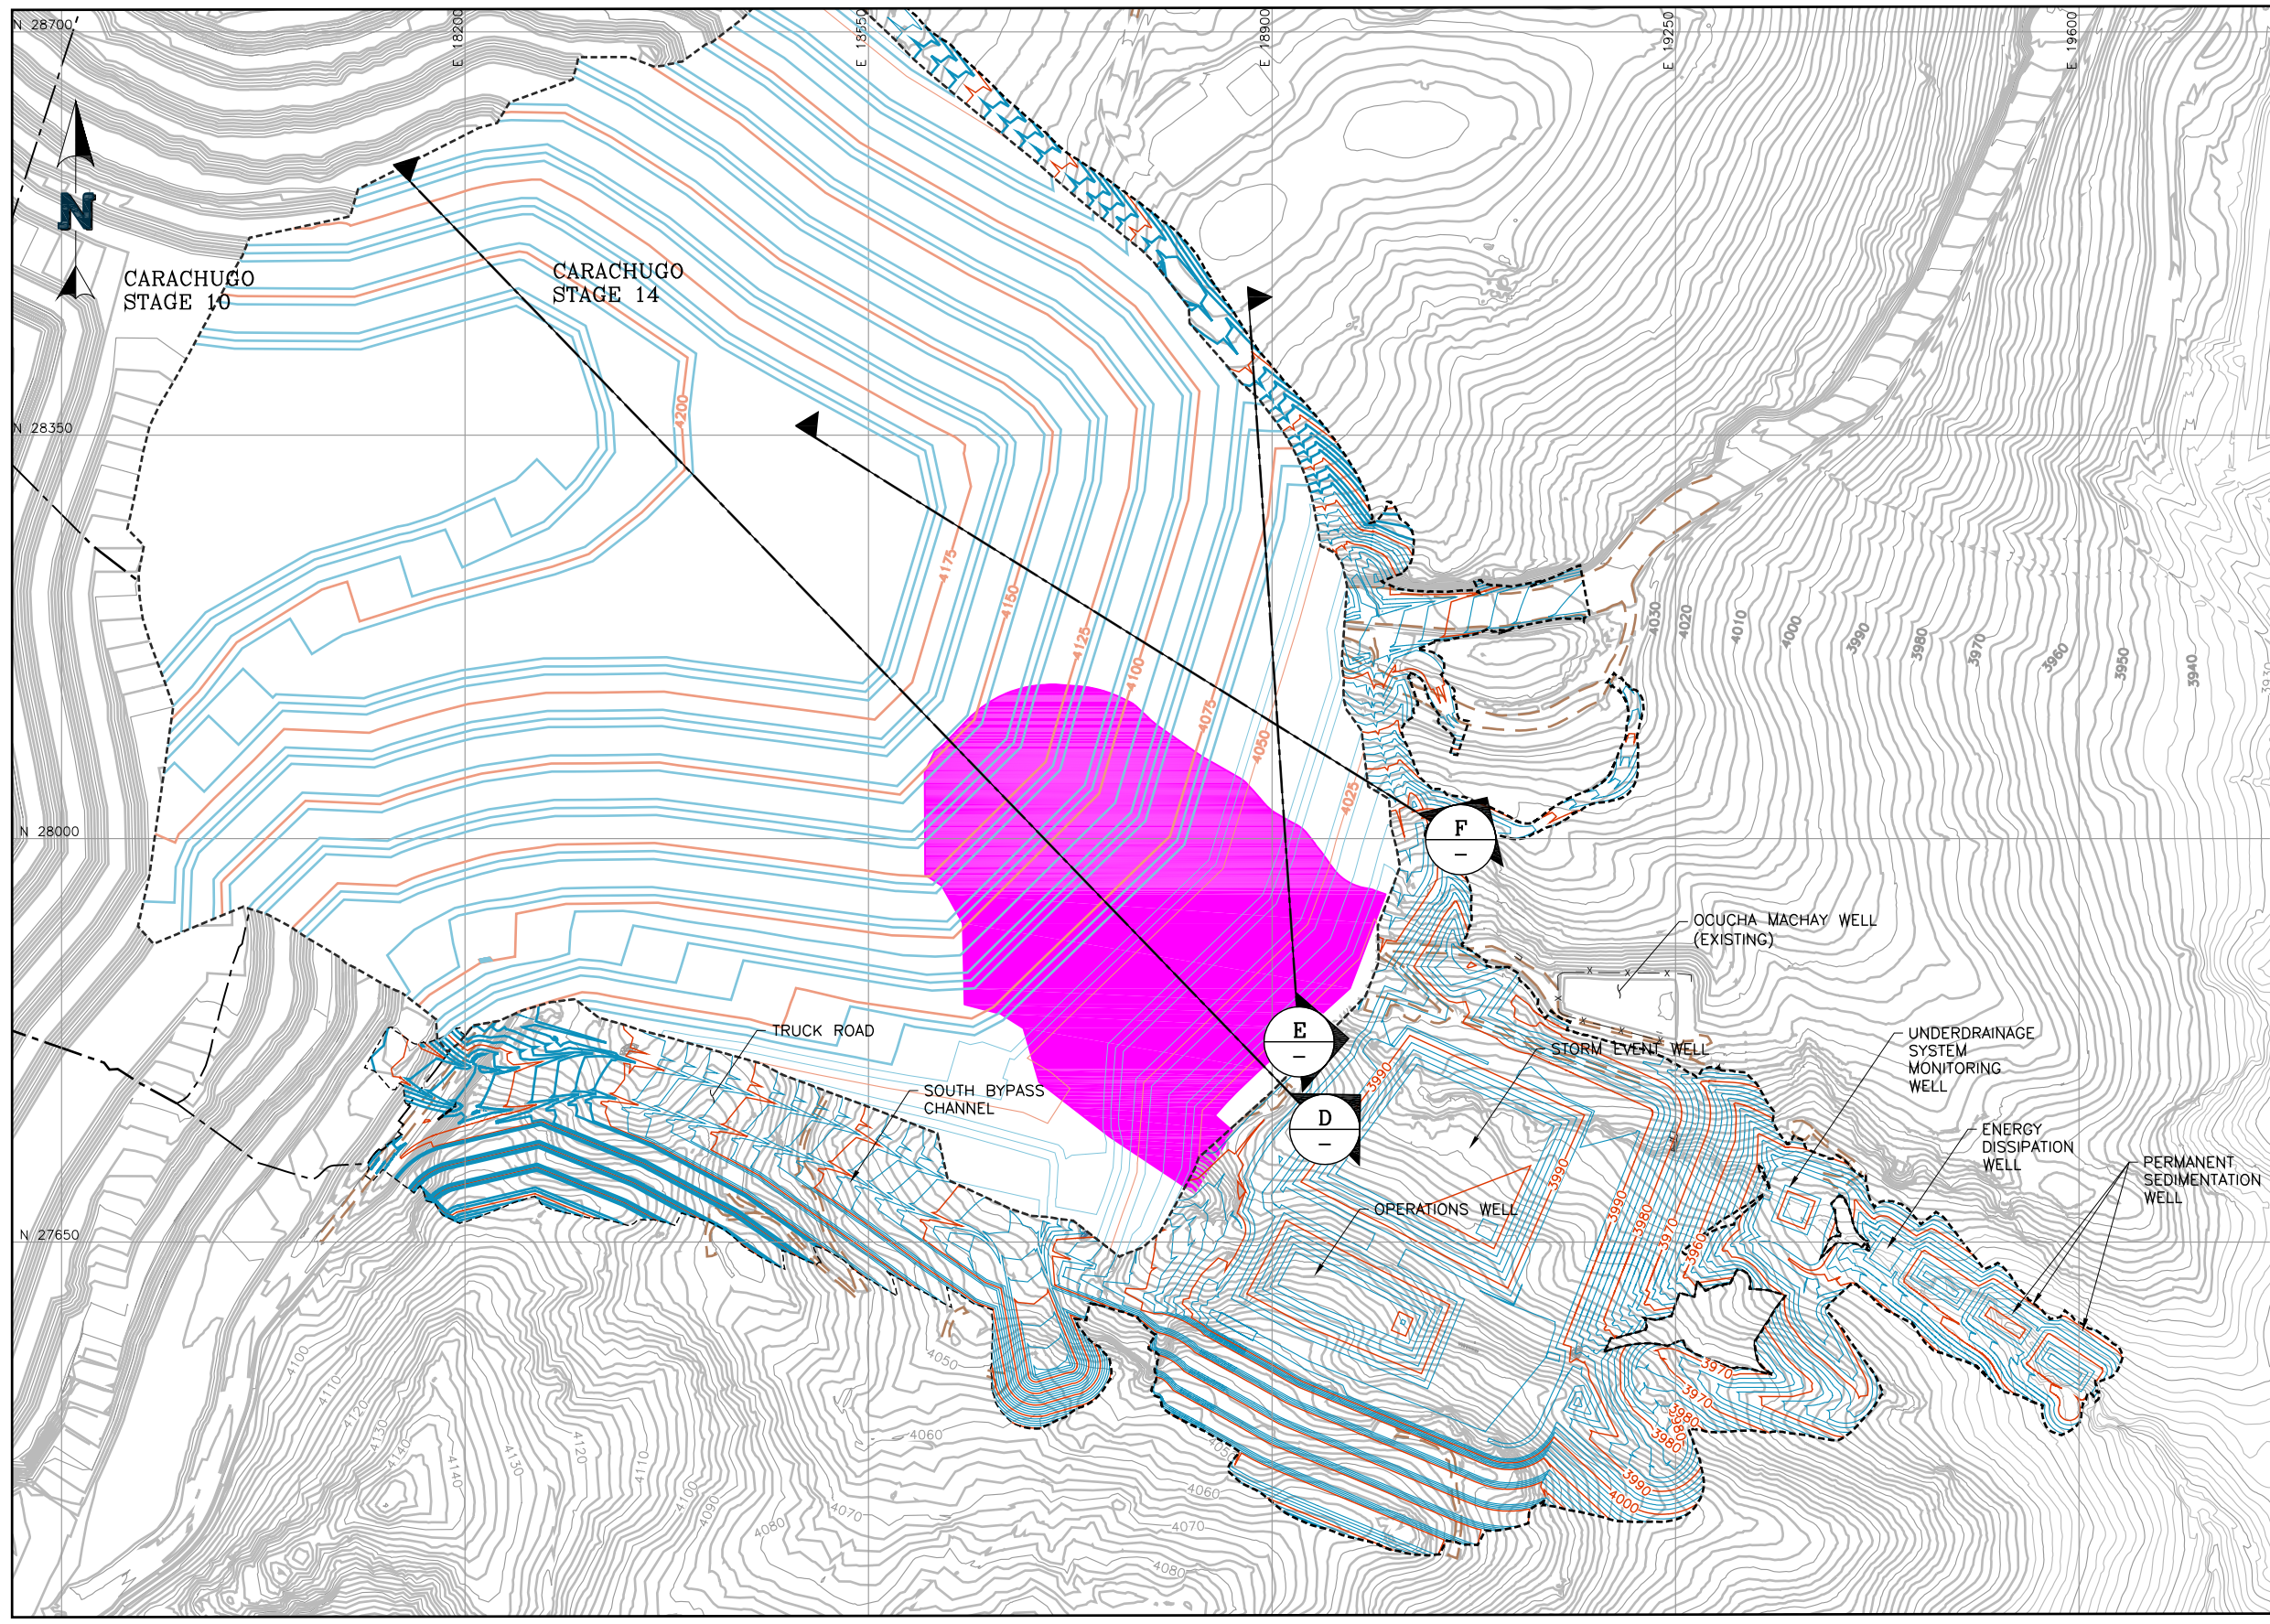 N 28700
E 18200
E 18550
E 18900
E 19250
E 19600
N
CARACHUGO
STAGE 10
CARACHUGO
STAGE 14
N 28350
4200
4175
4150
4125
4100
4075
4050
4025
4030
4020
4010
4000
3990
3980
3970
3960
3950
3940
3930
N 28000
F
–
OCUCHA MACHAY WELL
(EXISTING)
E
–
D
–
TRUCK ROAD
SOUTH BYPASS
CHANNEL
STORM EVENT WELL
UNDERDRAINAGE
SYSTEM
MONITORING
WELL
ENERGY
DISSIPATION
WELL
PERMANENT
SEDIMENTATION
WELL
OPERATIONS WELL
N 27650
3990
3990
3990
3980
3970
3960
3970
3970
3980
3980
3980
3990
4000
4100
4110
4120
4130
4140
4140
4130
4120
4110
4100
4090
4080
4070
4050
4060
4050
4060
4070
4080